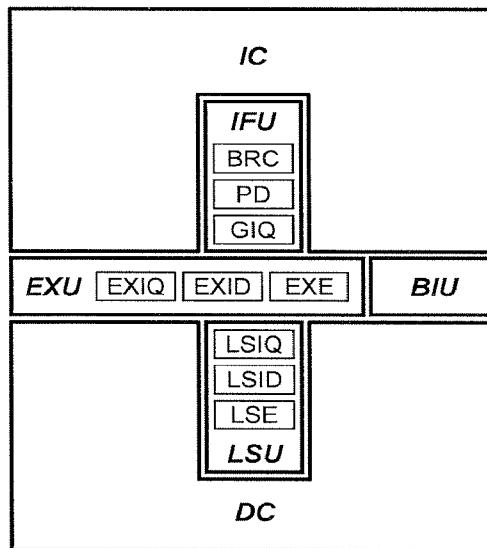 IC
IFU
BRC
PD
GIQ
EXU EXIQ EXID EXE BIU
LSIQ
LSID
LSE
LSU
DC